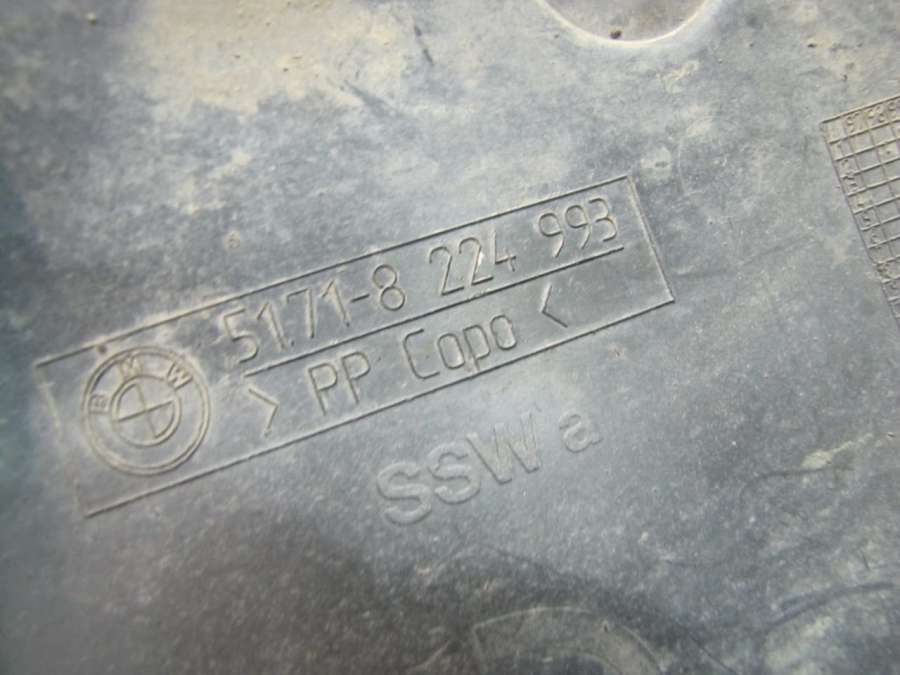 BMW
51.71-8 224 993
> PP Copo <
SSW a